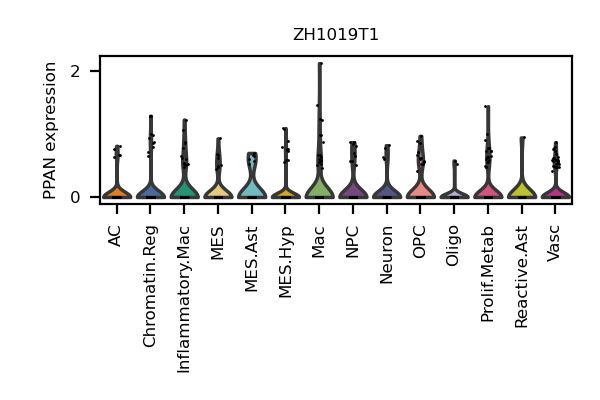 ZH1019T1
PPAN expression
2
0
AC
Chromatin.Reg
Inflammatory.Mac
MES
MES.Ast
MES.Hyp
Mac
NPC
Neuron
OPC
Oligo
Prolif.Metab
Reactive.Ast
Vasc